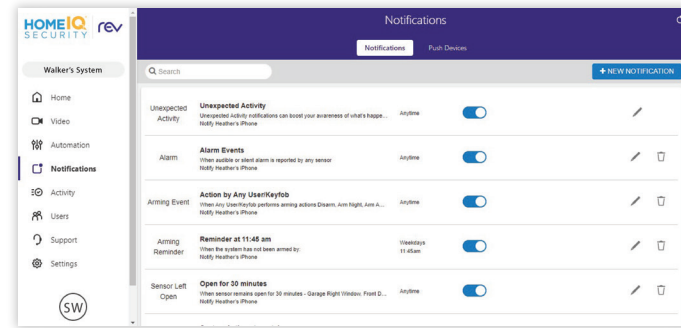 HOMEIQ
SECURITY
rev
Notifications
Notifications
Push Devices
Walker's System
Search
+ NEW NOTIFICATION
Home
Video
Automation
Notifications
Activity
Users
Support
Settings
SW
Unexpected
Activity
Unexpected Activity
Unexpected Activity notifications can boost your awareness of what's happe...
Notify Heather's iPhone
Anytime
Alarm
Alarm Events
When audible or silent alarm is reported by any sensor
Notify Heather's iPhone
Anytime
Arming Event
Action by Any User/Keyfob
When Any User/Keyfob performs arming actions Disarm, Arm Night, Arm A...
Notify Heather's iPhone
Anytime
Arming
Reminder
Reminder at 11:45 am
When the system has not been armed by.
Notify Heather's iPhone
Weekdays
11:45am
Sensor Left
Open
Open for 30 minutes
When sensor remains open for 30 minutes - Garage Right Window, Front D...
Notify Heather's iPhone
Anytime